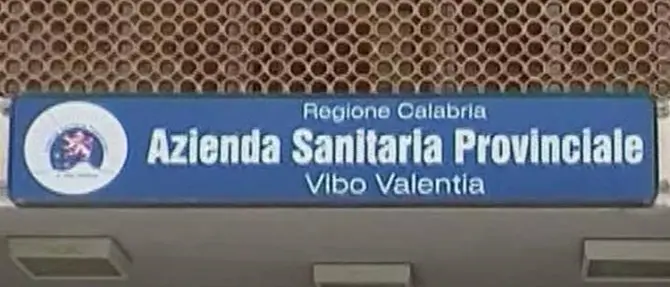 Regione Calabria
Azienda Sanitaria Provinciale
Vibo Valentia